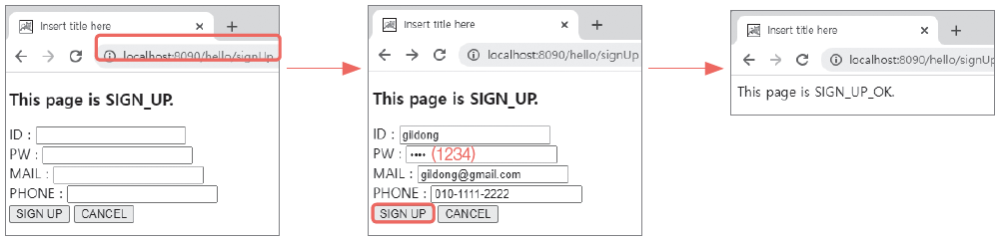 Insert title here
localhost:8090/hello/signUp
This page is SIGN_UP.
ID :
PW :
MAIL :
PHONE :
SIGN UP CANCEL
Insert title here
localhost:8090/hello/signUp
This page is SIGN_UP.
ID : gildong
PW : •••• (1234)
MAIL : gildong@gmail.com
PHONE : 010-1111-2222
SIGN UP CANCEL
Insert title here
localhost:8090/hello/signUp
This page is SIGN_UP_OK.